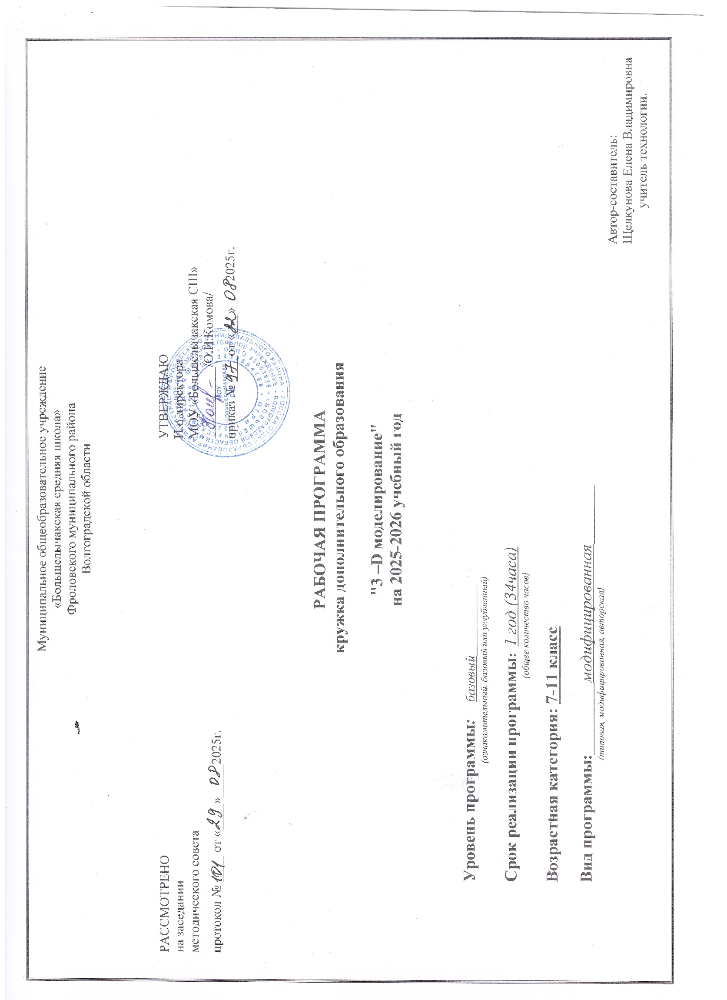 Муниципальное общеобразовательное учреждение
«Большелычакская средняя школа»
Фроловского муниципального района
Волгоградской области
РАССМОТРЕНО
на заседании
методического совета
протокол № 101 от «29» 08 2025г.
УТВЕРЖДАЮ
И.о.директора
МОУ «Большелычакская СШ»
/О.И.Комова/
приказ № 97 от « » 08 2025г.
РАБОЧАЯ ПРОГРАММА
кружка дополнительного образования
"3 –D моделирование"
на 2025-2026 учебный год
Уровень программы: базовый
(ознакомительный, базовый или углубленный)
Срок реализации программы: 1 год (34часа)
(общее количество часов)
Возрастная категория: 7-11 класс
Вид программы: модифицированная
(типовая, модифицированная, авторская)
Автор-составитель:
Щелкунова Елена Владимировна
учитель технологии.